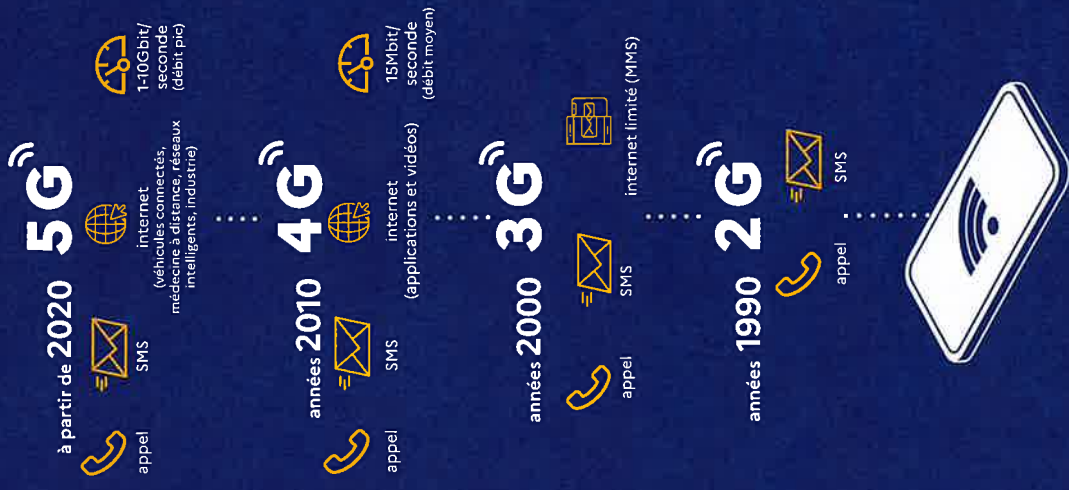 à partir de 2020 5G
appel
SMS
internet
(véhicules connectés,
médecine à distance, réseaux
intelligents, industrie)
1-10Gbit/
seconde
(débit pic)
années 2010 4G
appel
SMS
internet
(applications et vidéos)
15Mbit/
seconde
(débit moyen)
années 2000 3G
appel
SMS
internet limité (MMS)
années 1990 2G
appel
SMS